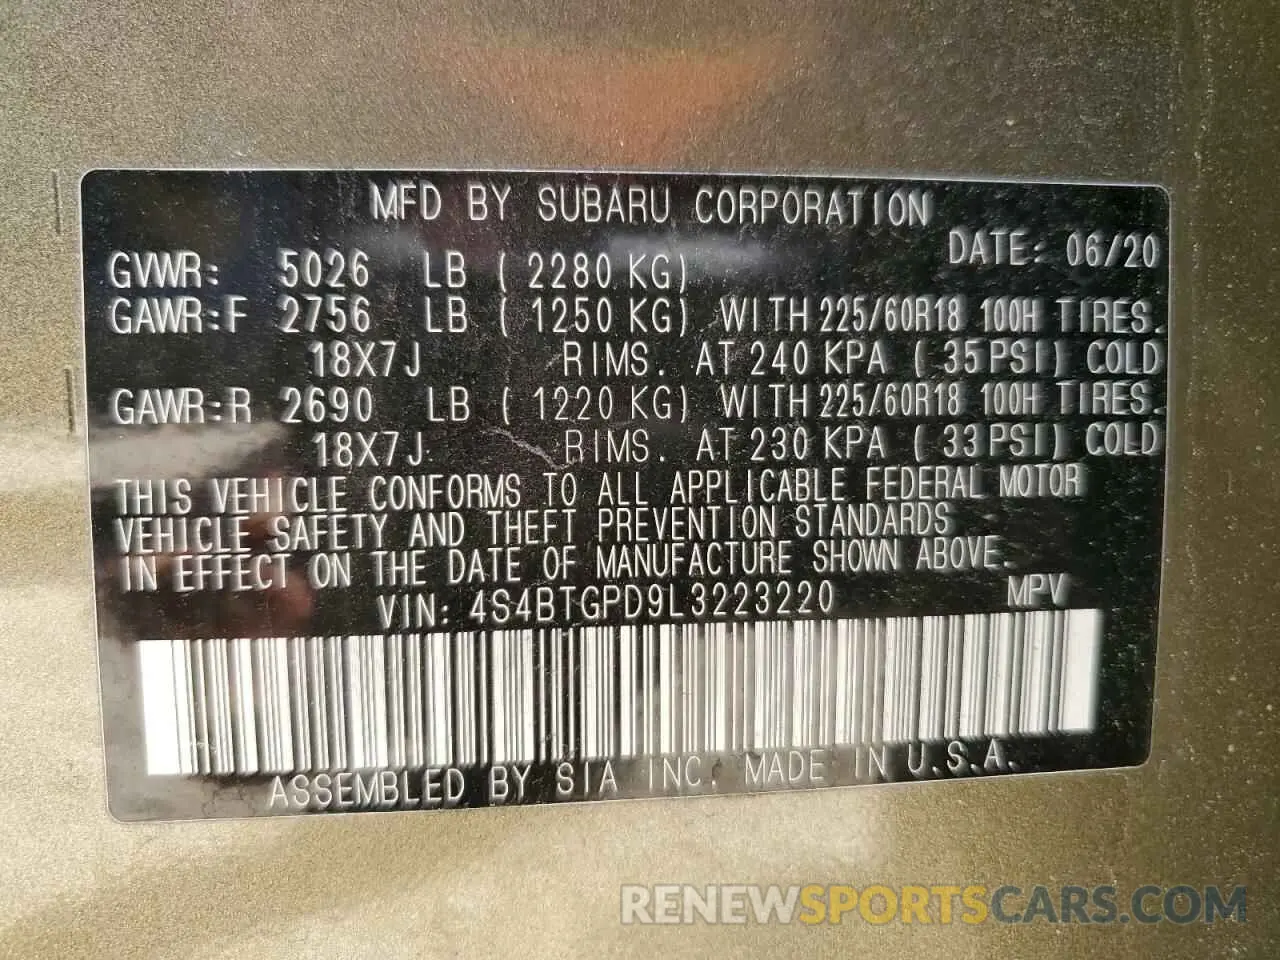 MFD BY SUBARU CORPORATION
DATE: 06/20
GVWR: 5026 LB ( 2280 KG)
GAWR:F 2756 LB ( 1250 KG) WITH 225/60R18 100H TIRES.
18X7J RIMS. AT 240 KPA ( 35PSI) COLD
GAWR:R 2690 LB ( 1220 KG) WITH 225/60R18 100H TIRES.
18X7J RIMS. AT 230 KPA ( 33PSI) COLD
THIS VEHICLE CONFORMS TO ALL APPLICABLE FEDERAL MOTOR
VEHICLE SAFETY AND THEFT PREVENTION STANDARDS
IN EFFECT ON THE DATE OF MANUFACTURE SHOWN ABOVE.
VIN: 4S4BTGPD9L3223220 MPV
ASSEMBLED BY SIA INC. MADE IN U.S.A.
RENEWSPORTSCARS.COM